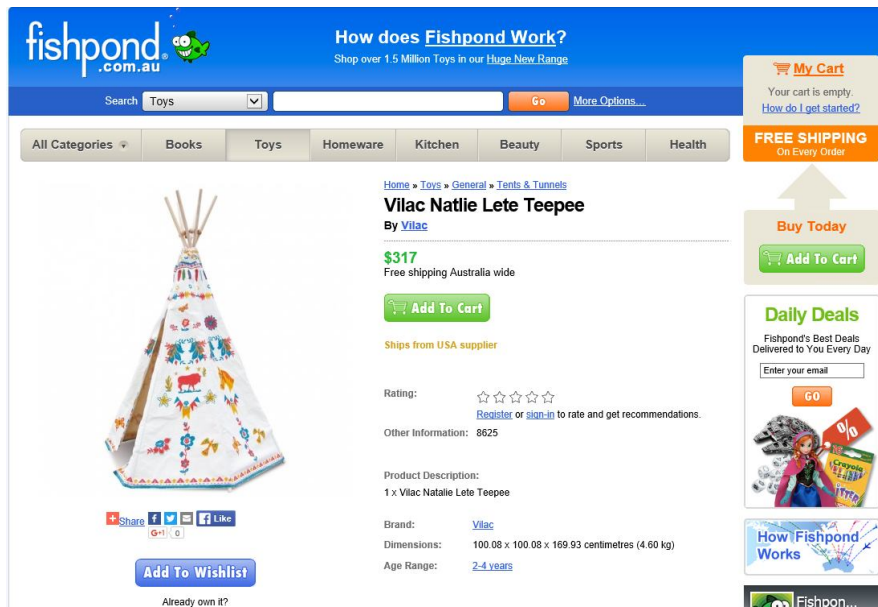 fishpond®
.com.au
How does Fishpond Work?
Shop over 1.5 Million Toys in our Huge New Range
My Cart
Your cart is empty.
How do I get started?
FREE SHIPPING
On Every Order
Search
Toys
Go
More Options...
All Categories
Books
Toys
Homeware
Kitchen
Beauty
Sports
Health
Home » Toys » General » Tents & Tunnels
Vilac Natlie Lete Teepee
By Vilac
$317
Free shipping Australia wide
Add To Cart
Ships from USA supplier
Rating:
Register or sign-in to rate and get recommendations.
Other Information: 8625
Product Description:
1 x Vilac Natalie Lete Teepee
Brand: Vilac
Dimensions: 100.08 x 100.08 x 169.93 centimetres (4.60 kg)
Age Range: 2-4 years
Share
f
Like
G+1 0
Add To Wishlist
Already own it?
Buy Today
Add To Cart
Daily Deals
Fishpond's Best Deals
Delivered to You Every Day
Enter your email
GO
%
Crayola
How Fishpond
Works
Fishpon...